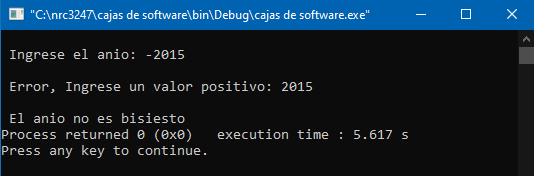 "C:\nrc3247\cajas de software\bin\Debug\cajas de software.exe"
Ingrese el anio: -2015
Error, Ingrese un valor positivo: 2015
El anio no es bisiesto
Process returned 0 (0x0)   execution time : 5.617 s
Press any key to continue.